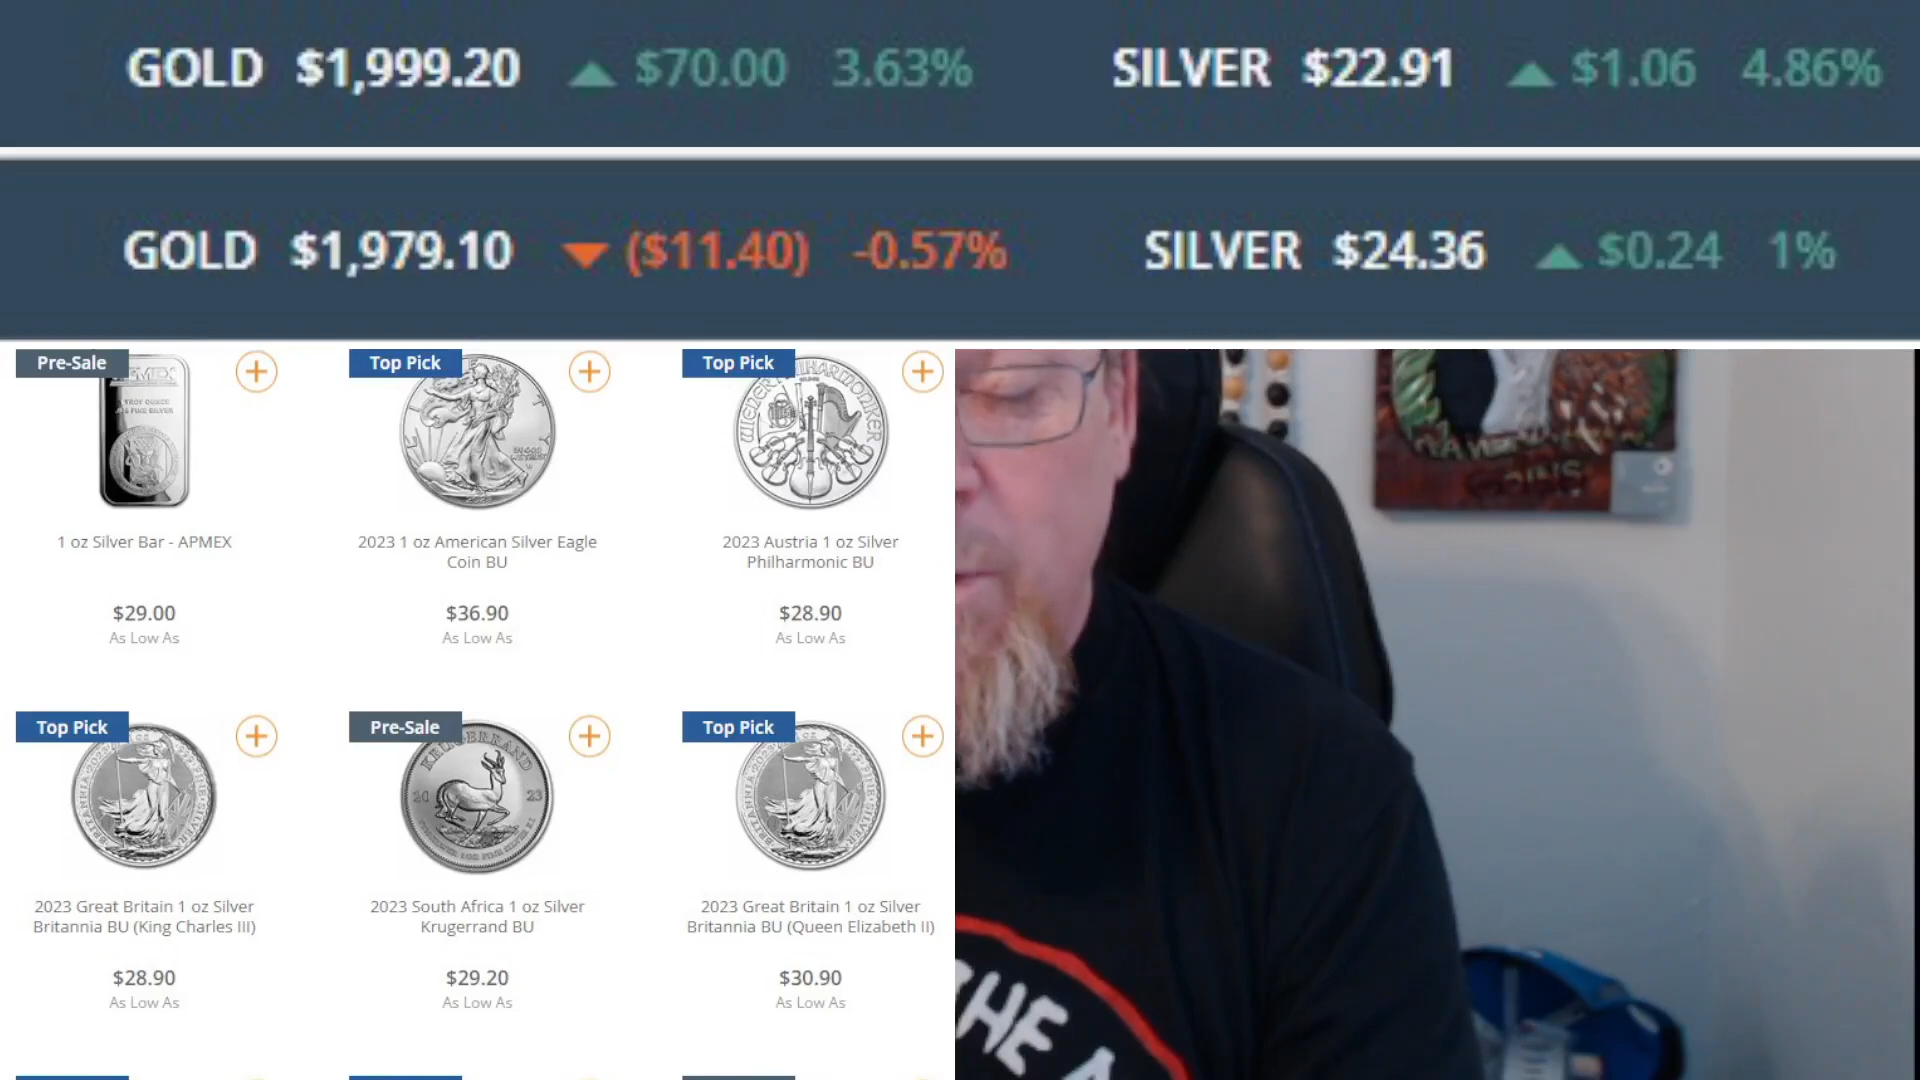 GOLD $1,999.20 ▲ $70.00 3.63% SILVER $22.91 ▲ $1.06 4.86%
GOLD $1,979.10 ▼ ($11.40) -0.57% SILVER $24.36 ▲ $0.24 1%
Pre-Sale
1 oz Silver Bar - APMEX
$29.00
As Low As
Top Pick
2023 1 oz American Silver Eagle
Coin BU
$36.90
As Low As
Top Pick
WIENER PHILHARMONIKER
2023 Austria 1 oz Silver
Philharmonic BU
$28.90
As Low As
Top Pick
2023 Great Britain 1 oz Silver
Britannia BU (King Charles III)
$28.90
As Low As
Pre-Sale
KRUGERRAND
20 23
2023 South Africa 1 oz Silver
Krugerrand BU
$29.20
As Low As
Top Pick
2023 Great Britain 1 oz Silver
Britannia BU (Queen Elizabeth II)
$30.90
As Low As
HE A